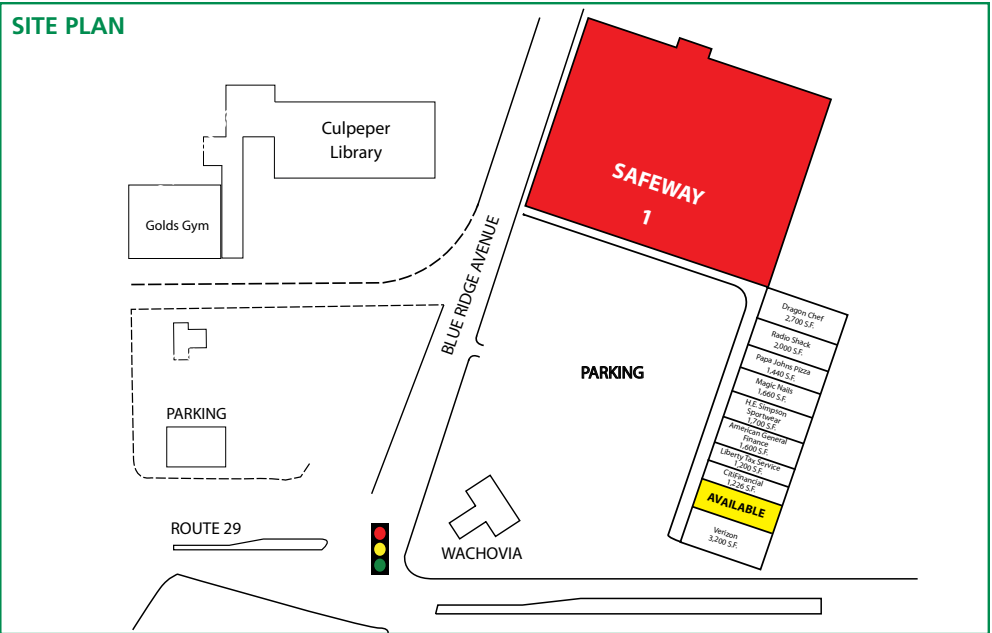 SITE PLAN
Culpeper
Library
Golds Gym
BLUE RIDGE AVENUE
SAFEWAY
1
PARKING
Dragon Chef
2,700 S.F.
Radio Shack
2,000 S.F.
Papa Johns Pizza
1,440 S.F.
Magic Nails
1,660 S.F.
H.E. Simpson
Sportwear
1,700 S.F.
American General
Finance
1,600 S.F.
Liberty Tax Service
1,200 S.F.
CitiFinancial
1,226 S.F.
AVAILABLE
Verizon
3,200 S.F.
PARKING
ROUTE 29
WACHOVIA